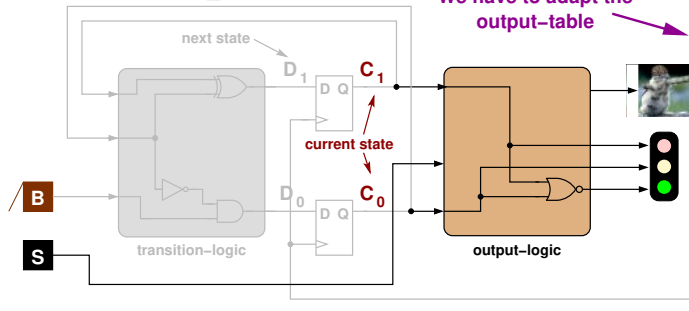 we have to adapt the
output-table
next state
D1
C1
D Q
current state
B
D0
C0
D Q
S
transition-logic
output-logic